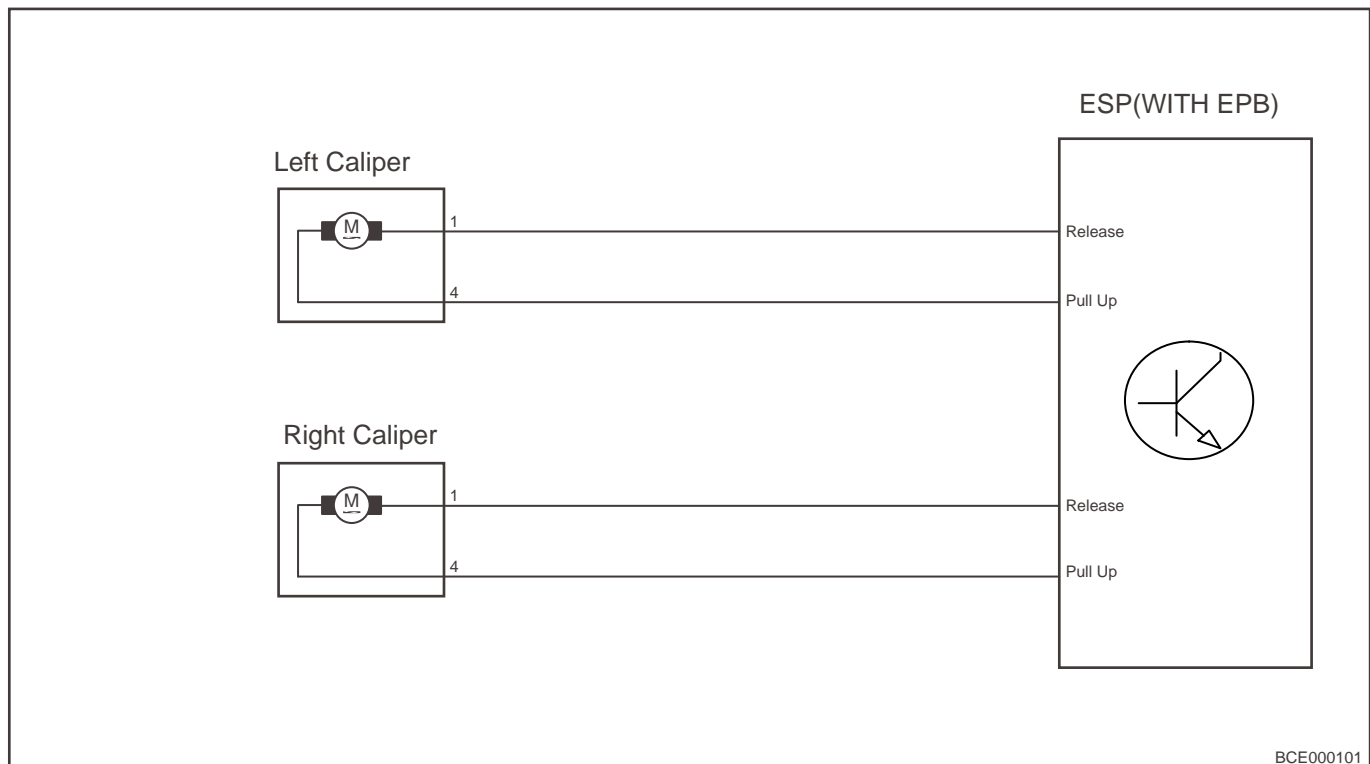 ESP(WITH EPB)
Left Caliper
M
1
Release
4
Pull Up
Right Caliper
M
1
Release
4
Pull Up
BCE000101